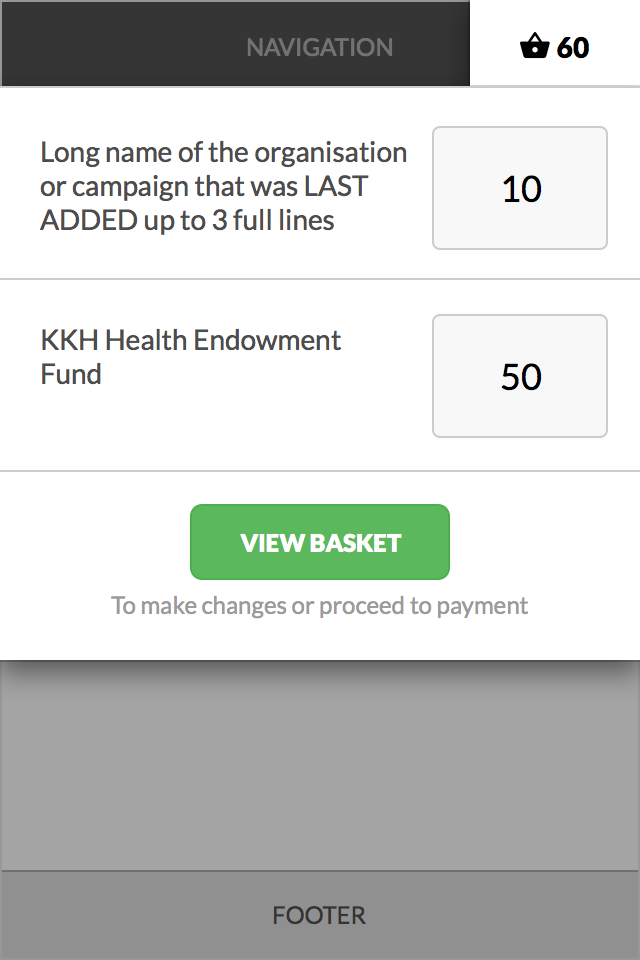 NAVIGATION
60
Long name of the organisation
or campaign that was LAST
ADDED up to 3 full lines
10
KKH Health Endowment
Fund
50
VIEW BASKET
To make changes or proceed to payment
FOOTER